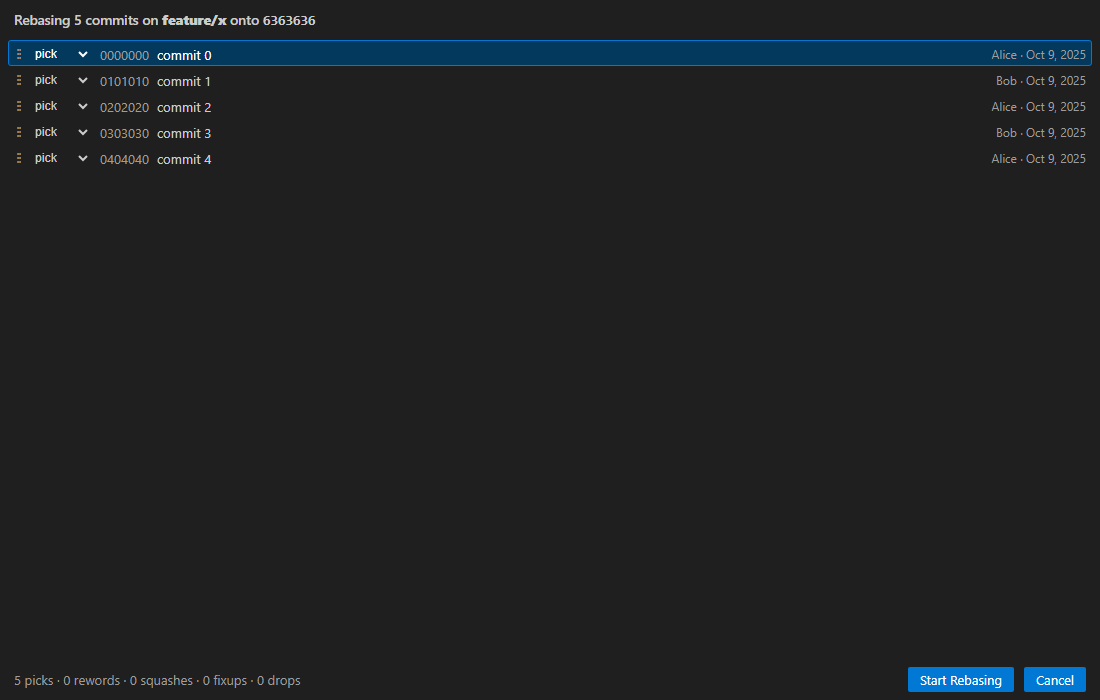 Rebasing 5 commits on feature/x onto 6363636
pick 0000000 commit 0 Alice · Oct 9, 2025
pick 0101010 commit 1 Bob · Oct 9, 2025
pick 0202020 commit 2 Alice · Oct 9, 2025
pick 0303030 commit 3 Bob · Oct 9, 2025
pick 0404040 commit 4 Alice · Oct 9, 2025
5 picks · 0 rewords · 0 squashes · 0 fixups · 0 drops Start Rebasing Cancel